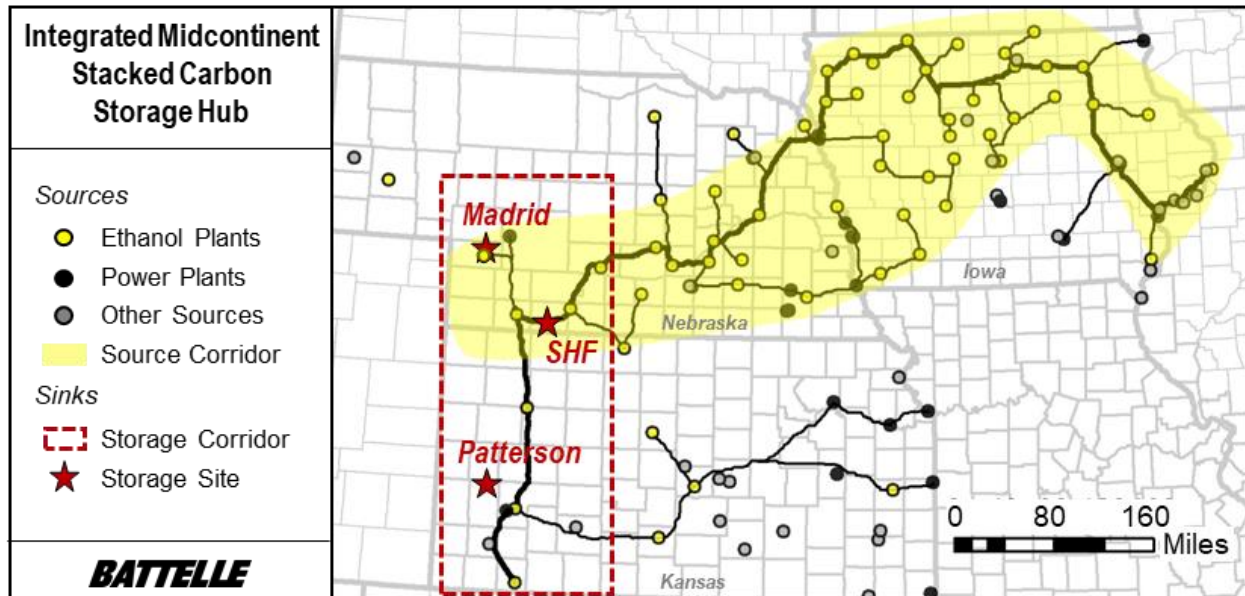 Integrated Midcontinent
Stacked Carbon
Storage Hub
Sources
Ethanol Plants
Power Plants
Other Sources
Source Corridor
Sinks
Storage Corridor
Storage Site
BATTELLE
Madrid
SHF
Patterson
Nebraska
Iowa
Kansas
0 80 160
Miles